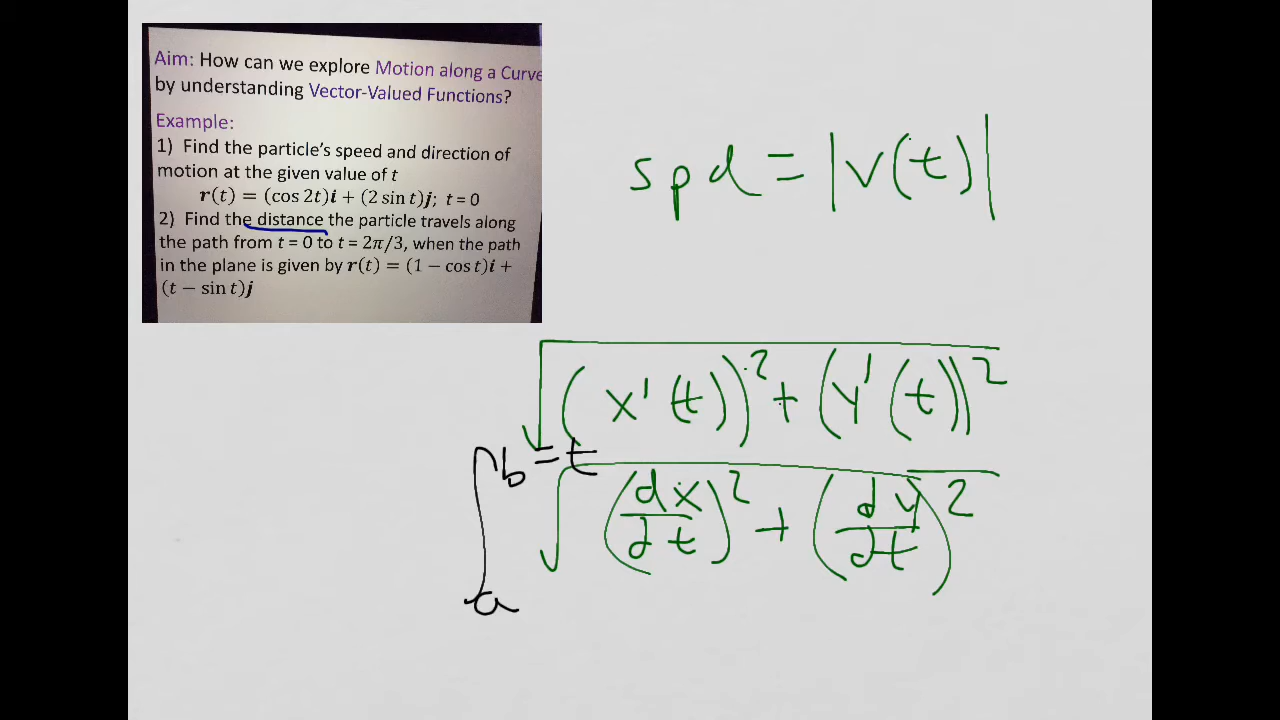 Aim: How can we explore Motion along a Curve
by understanding Vector-Valued Functions?
Example:
1) Find the particle's speed and direction of
motion at the given value of t
r(t) = (cos 2t)i + (2 sin t)j; t = 0
2) Find the distance the particle travels along
the path from t = 0 to t = 2π/3, when the path
in the plane is given by r(t) = (1 − cos t)i +
(t − sin t)j
spd = |v(t)|
√(x'(t))² + (y'(t))²
∫ₐᵇ⁼ᵗ √(dx/dt)² + (dy/dt)²